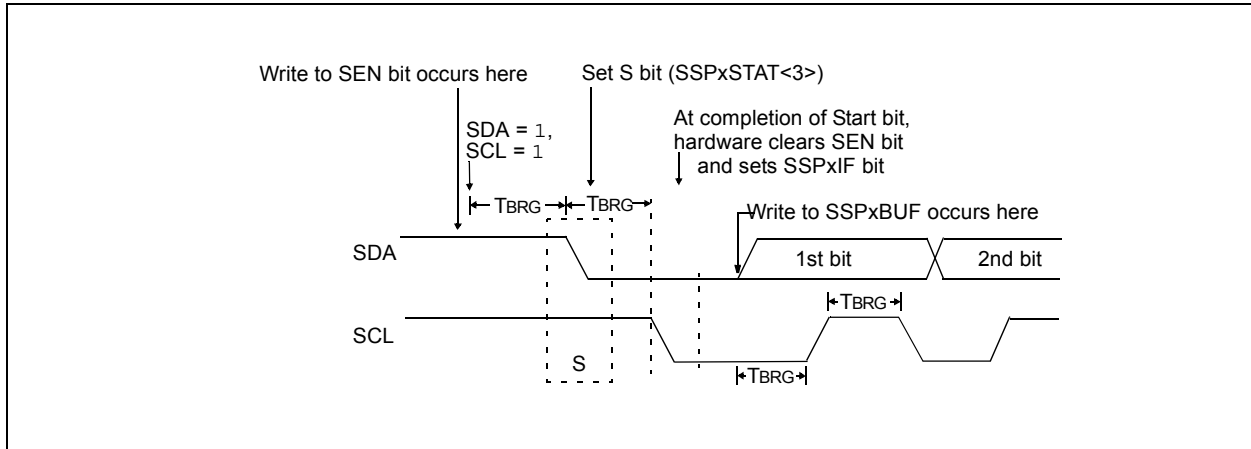 Write to SEN bit occurs here
Set S bit (SSPxSTAT<3>)
SDA = 1,
SCL = 1
At completion of Start bit,
hardware clears SEN bit
and sets SSPxIF bit
TBRG
TBRG
Write to SSPxBUF occurs here
SDA
1st bit
2nd bit
TBRG
SCL
S
TBRG